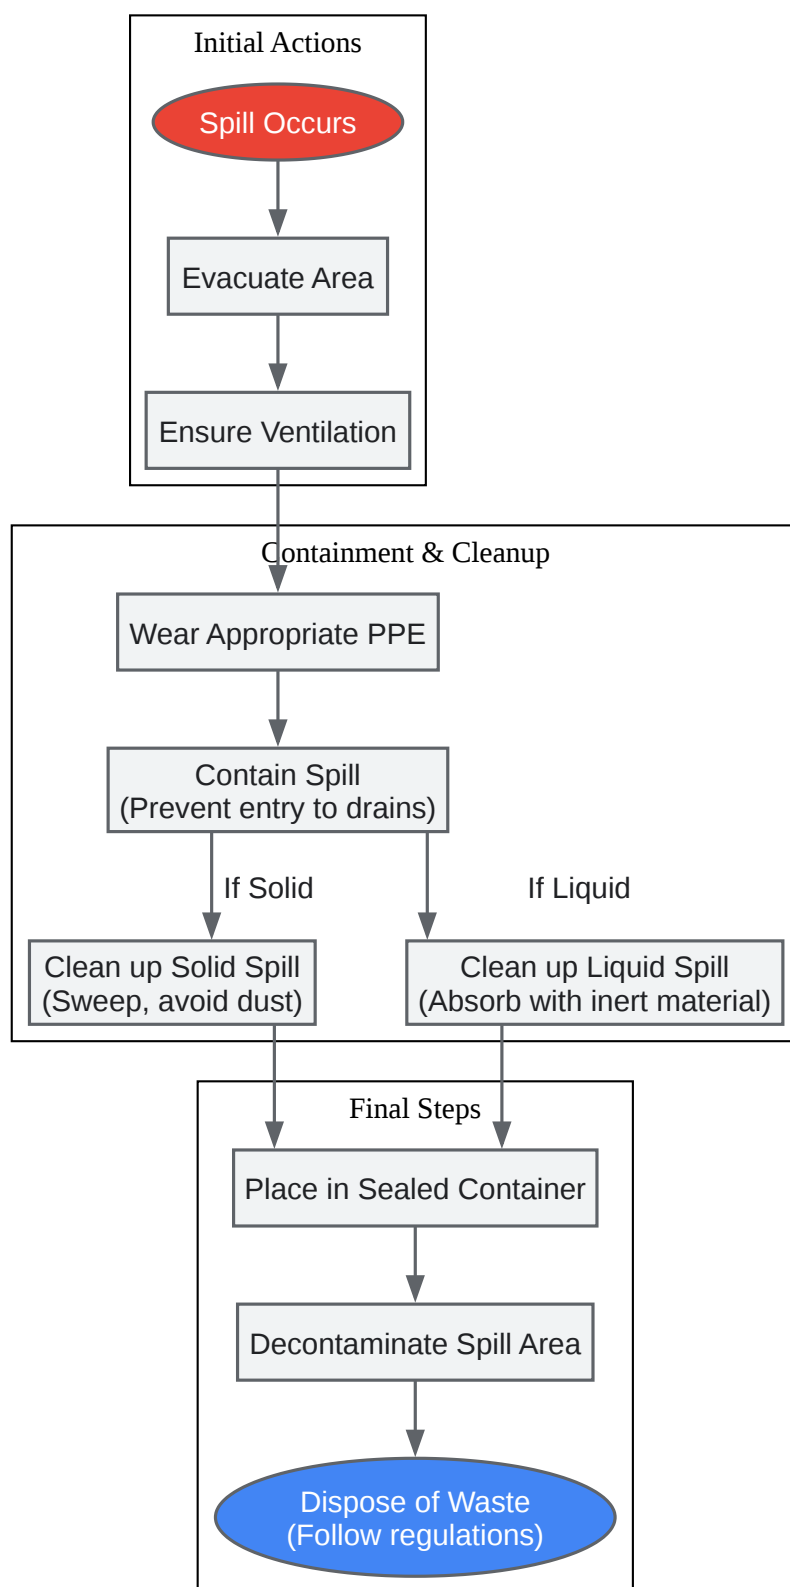 Initial Actions
Spill Occurs
Evacuate Area
Ensure Ventilation
Containment & Cleanup
Wear Appropriate PPE
Contain Spill
(Prevent entry to drains)
If Solid
If Liquid
Clean up Solid Spill
(Sweep, avoid dust)
Clean up Liquid Spill
(Absorb with inert material)
Final Steps
Place in Sealed Container
Decontaminate Spill Area
Dispose of Waste
(Follow regulations)